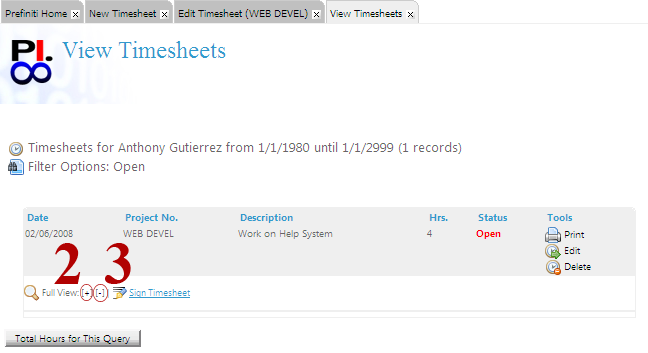 Prefiniti Home x New Timesheet x Edit Timesheet (WEB DEVEL) x View Timesheets x
PI.
View Timesheets
Timesheets for Anthony Gutierrez from 1/1/1980 until 1/1/2999 (1 records)
Filter Options: Open
Date Project No. Description Hrs. Status Tools
02/06/2008 WEB DEVEL Work on Help System 4 Open Print
Edit
Delete
2 3
Full View: [+] [-] | Sign Timesheet
Total Hours for This Query